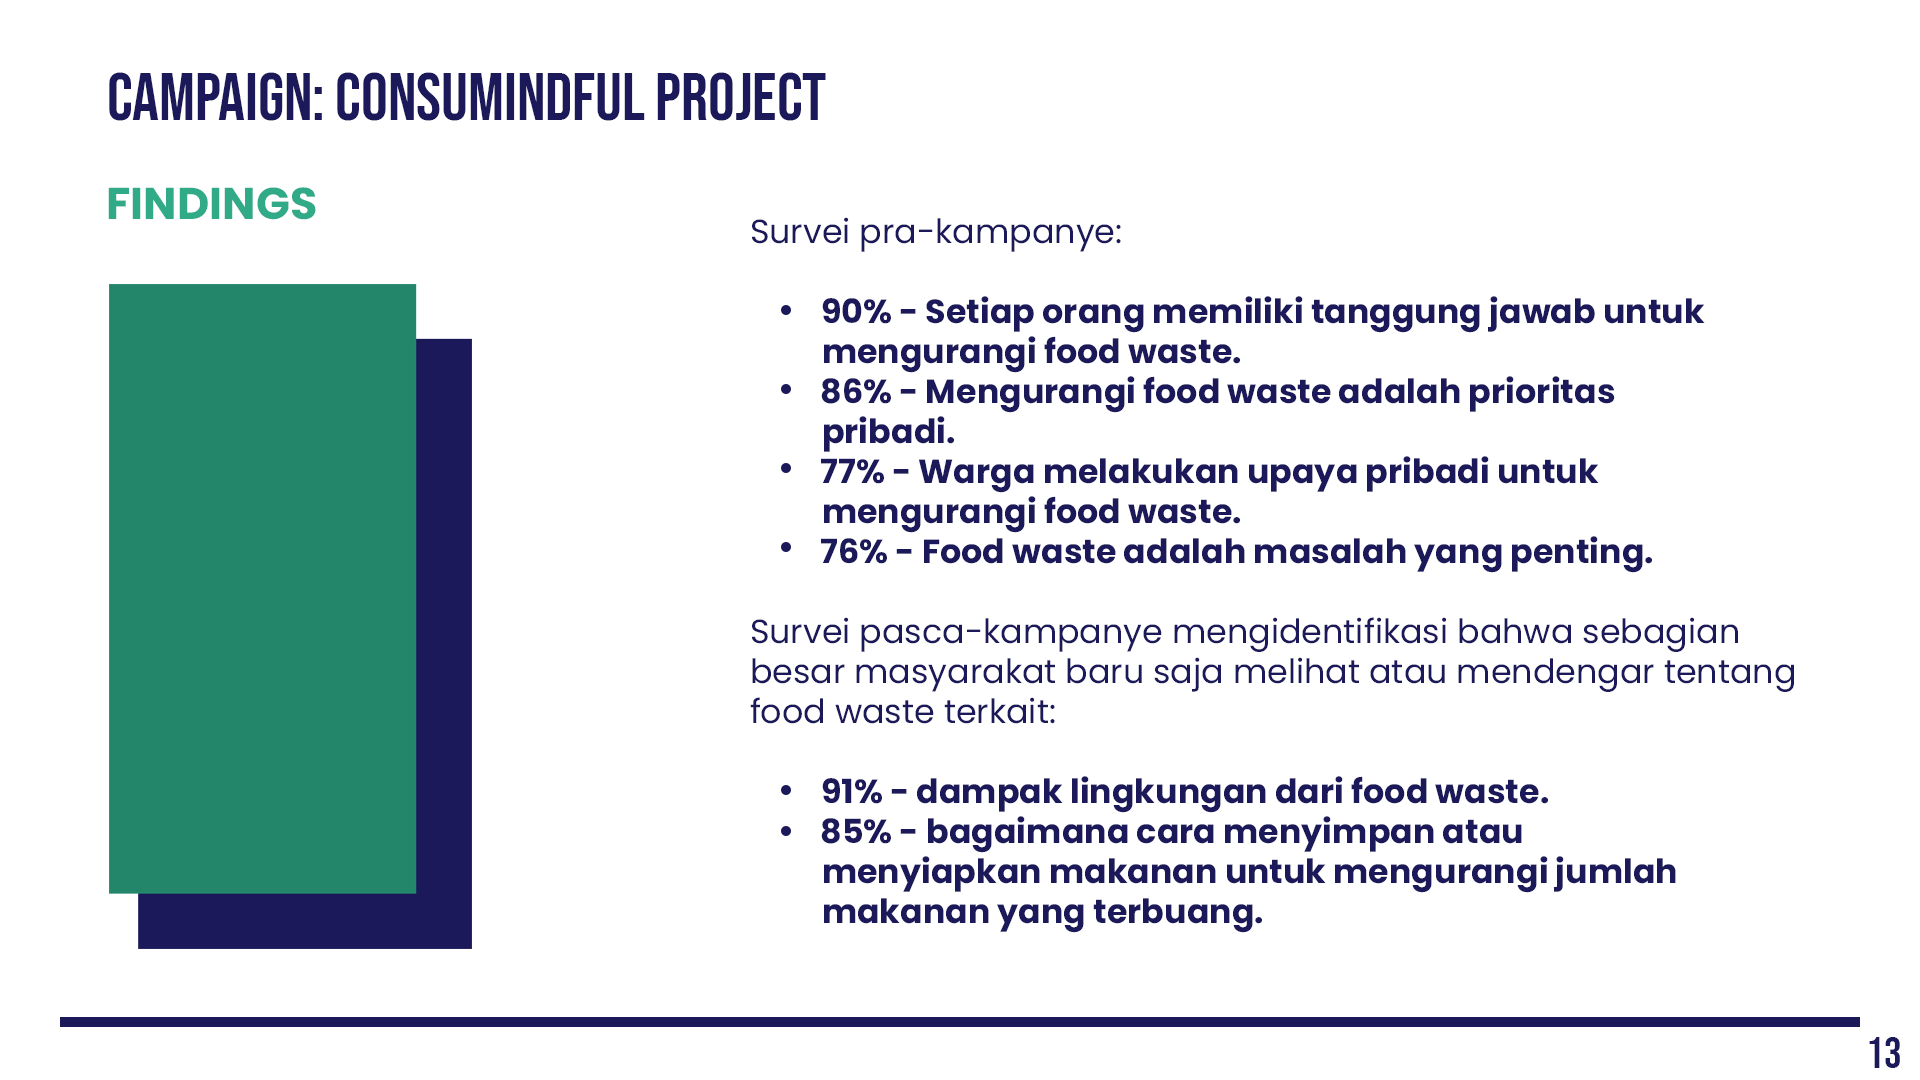 CAMPAIGN: CONSUMINDFUL PROJECT
FINDINGS
Survei pra-kampanye:
• 90% - Setiap orang memiliki tanggung jawab untuk
mengurangi food waste.
• 86% - Mengurangi food waste adalah prioritas
pribadi.
• 77% - Warga melakukan upaya pribadi untuk
mengurangi food waste.
• 76% - Food waste adalah masalah yang penting.
Survei pasca-kampanye mengidentifikasi bahwa sebagian
besar masyarakat baru saja melihat atau mendengar tentang
food waste terkait:
• 91% - dampak lingkungan dari food waste.
• 85% - bagaimana cara menyimpan atau
menyiapkan makanan untuk mengurangi jumlah
makanan yang terbuang.
13